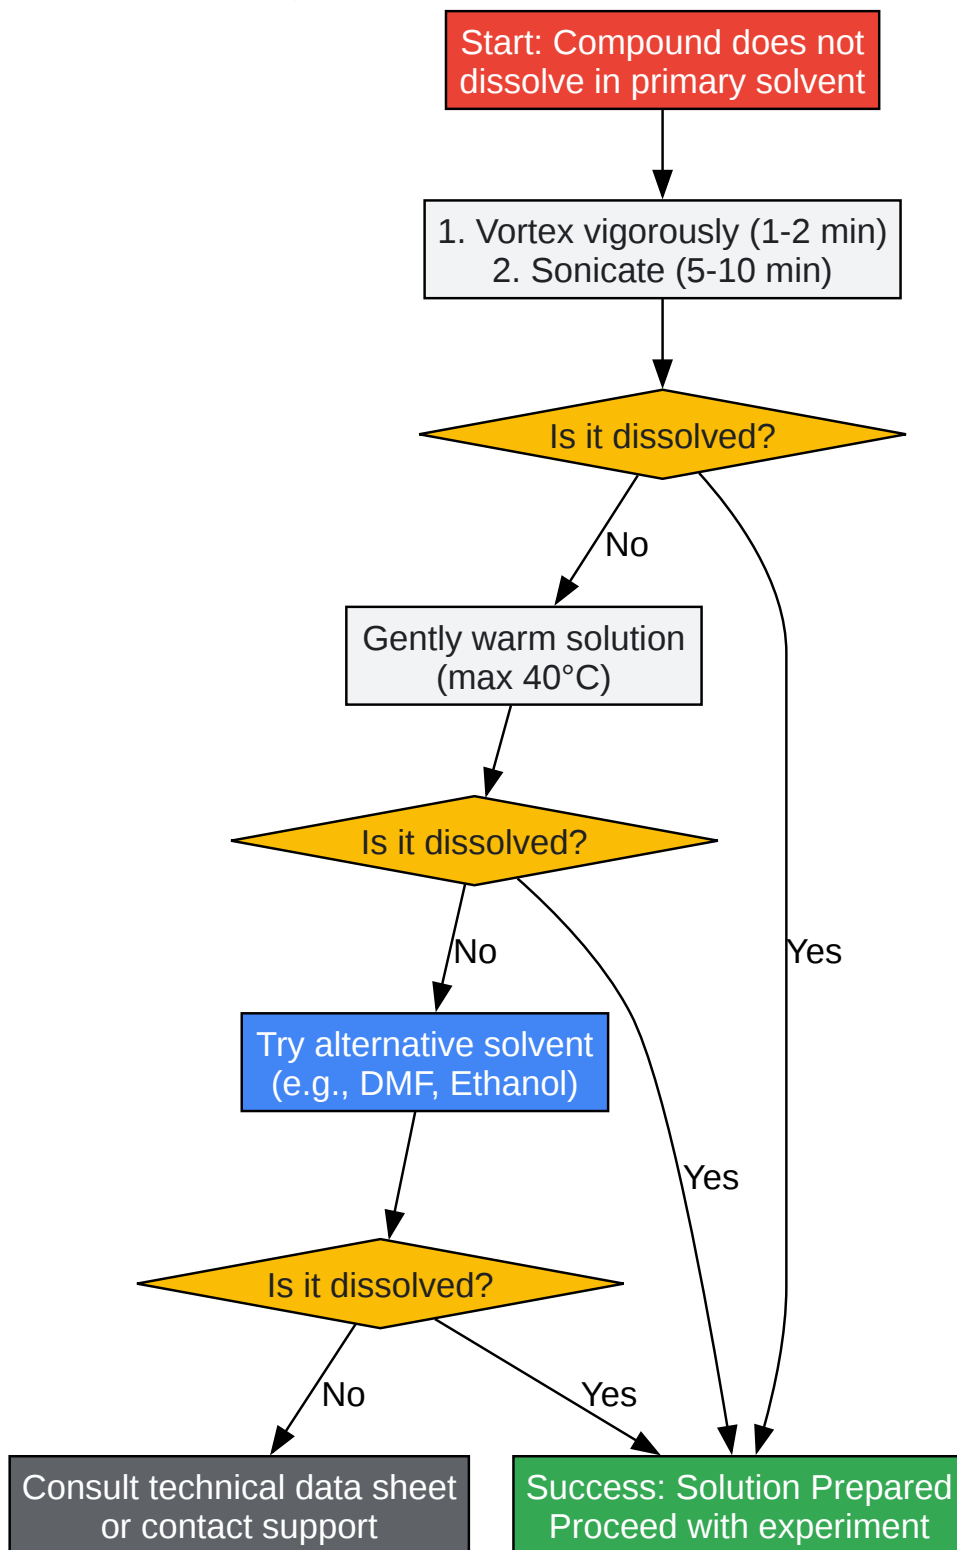 Start: Compound does not
dissolve in primary solvent
1. Vortex vigorously (1-2 min)
2. Sonicate (5-10 min)
Is it dissolved?
No
Gently warm solution
(max 40°C)
Is it dissolved?
No
Yes
Try alternative solvent
(e.g., DMF, Ethanol)
Yes
Is it dissolved?
No
Yes
Consult technical data sheet
or contact support
Success: Solution Prepared
Proceed with experiment